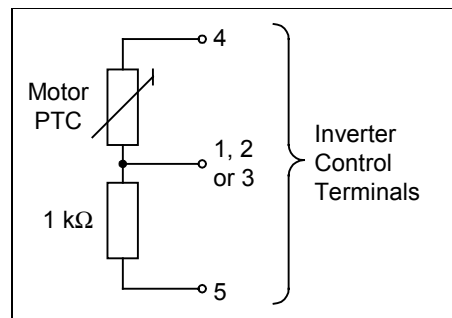 4
Motor
PTC
1, 2
or 3
Inverter
Control
Terminals
1 kΩ
5